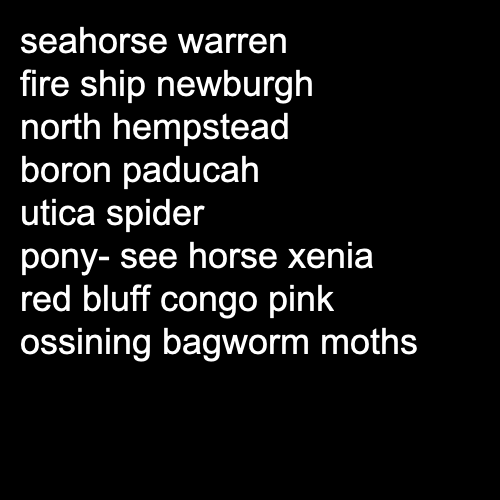 seahorse warren
fire ship newburgh
north hempstead
boron paducah
utica spider
pony- see horse xenia
red bluff congo pink
ossining bagworm moths